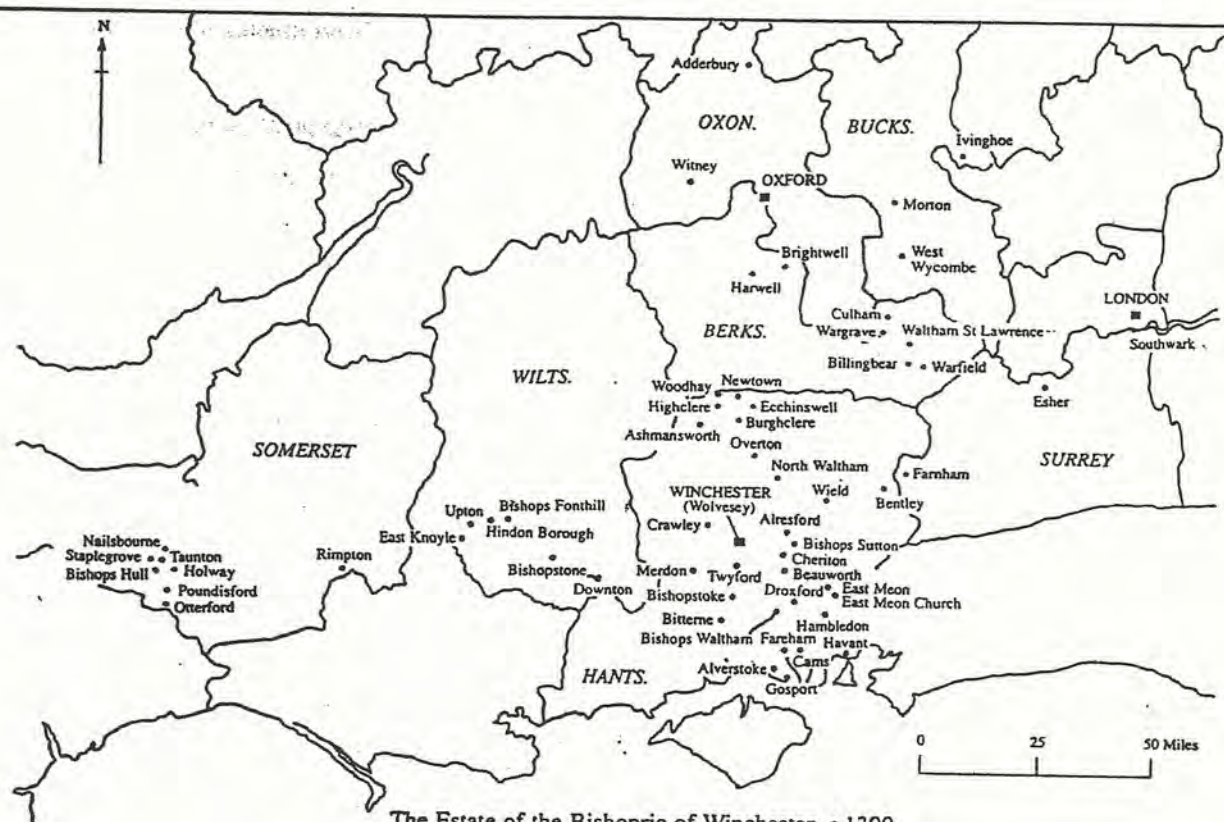 N
Adderbury
OXON.
BUCKS.
Ivinghoe
Witney
OXFORD
Morton
Brightwell
West
Wycombe
Harwell
LONDON
Culham
BERKS.
Wargrave
Waltham St Lawrence
Southwark
WILTS.
Billingbear
Warfield
Woodhay
Newtown
Esher
Highclere
Ecchinswell
Burghclere
Ashmansworth
Overton
SOMERSET
SURREY
North Waltham
Farnham
WINCHESTER
(Wolvesey)
Wield
Bentley
Upton
Bishops Fonthill
Crawley
Alresford
Hindon Borough
East Knoyle
Nailsbourne
Bishops Sutton
Staplegrove
Taunton
Rimpton
Cheriton
Bishops Hull
Holway
Bishopstone
Merdon
Twyford
Beauworth
Downton
Poundisford
Bishopstoke
Droxford
East Meon
East Meon Church
Otterford
Bitterne
Hambledon
Bishops Waltham
Fareham
Havant
Alverstoke
Cams
HANTS.
Gosport
0 25 50 Miles
The Estate of the Bishopric of Winchester c.1300